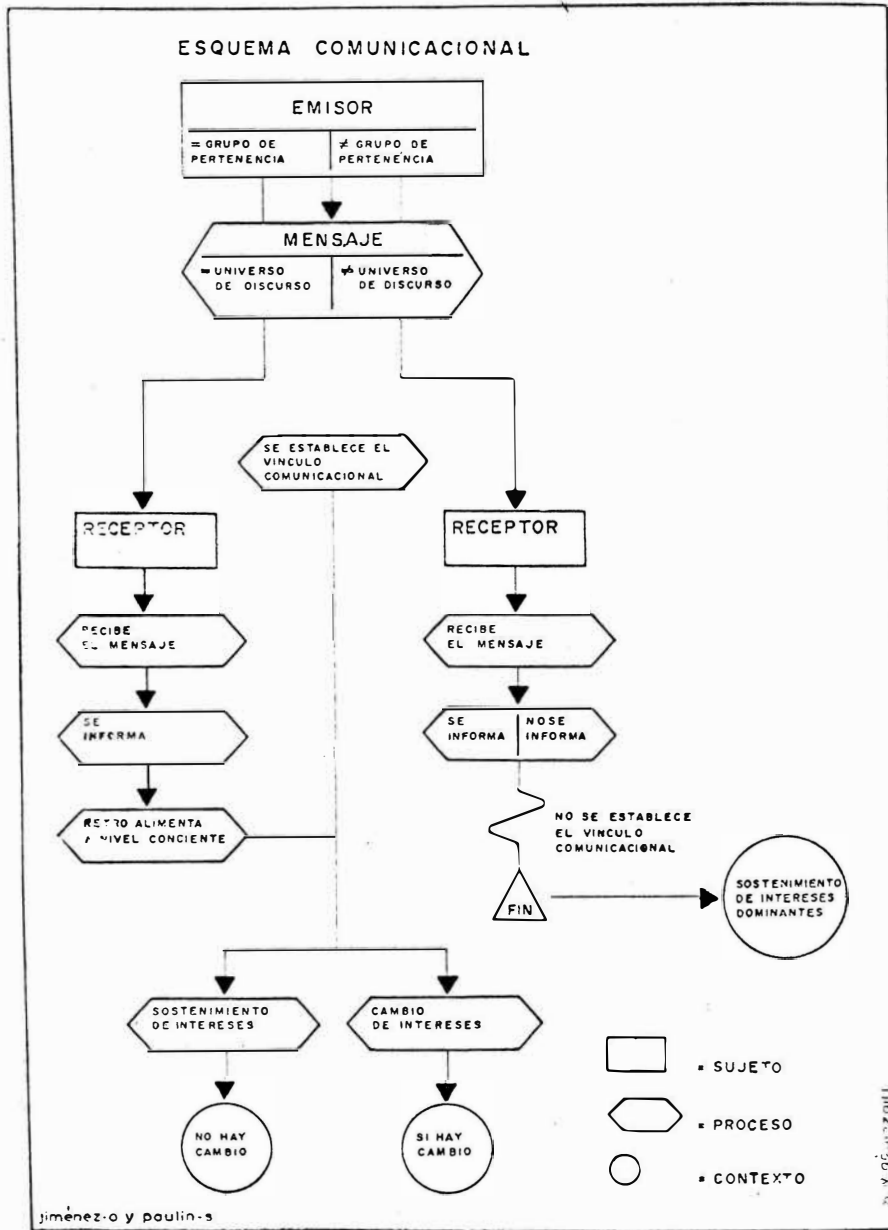 ESQUEMA COMUNICACIONAL
EMISOR
= GRUPO DE
PERTENENCIA
≠ GRUPO DE
PERTENENCIA
MENSAJE
= UNIVERSO
DE DISCURSO
≠ UNIVERSO
DE DISCURSO
SE ESTABLECE EL
VINCULO
COMUNICACIONAL
RECEPTOR
RECEPTOR
RECIBE
EL MENSAJE
RECIBE
EL MENSAJE
SE
INFORMA
SE
INFORMA
NO SE
INFORMA
RETRO ALIMENTA
A NIVEL CONCIENTE
NO SE ESTABLECE
EL VINCULO
COMUNICACIONAL
FIN
SOSTENIMIENTO
DE INTERESES
DOMINANTES
SOSTENIMIENTO
DE INTERESES
CAMBIO
DE INTERESES
NO HAY
CAMBIO
SI HAY
CAMBIO
= SUJETO
= PROCESO
= CONTEXTO
jiménez-o y paulin-s